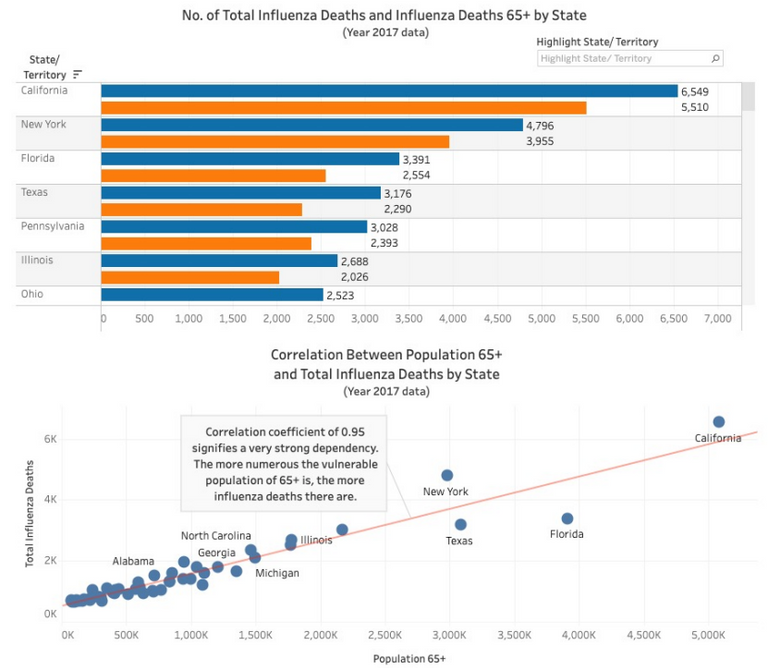 No. of Total Influenza Deaths and Influenza Deaths 65+ by State
(Year 2017 data)
Highlight State/ Territory
Highlight State/ Territory
State/
Territory
California
6,549
5,510
New York
4,796
3,955
Florida
3,391
2,554
Texas
3,176
2,290
Pennsylvania
3,028
2,393
Illinois
2,688
2,026
Ohio
2,523
0 500 1,000 1,500 2,000 2,500 3,000 3,500 4,000 4,500 5,000 5,500 6,000 6,500 7,000
Correlation Between Population 65+
and Total Influenza Deaths by State
(Year 2017 data)
Correlation coefficient of 0.95
signifies a very strong dependency.
The more numerous the vulnerable
population of 65+ is, the more
influenza deaths there are.
Total Influenza Deaths
6K
4K
2K
0K
California
New York
Texas
Florida
North Carolina
Illinois
Georgia
Alabama
Michigan
0K 500K 1,000K 1,500K 2,000K 2,500K 3,000K 3,500K 4,000K 4,500K 5,000K
Population 65+